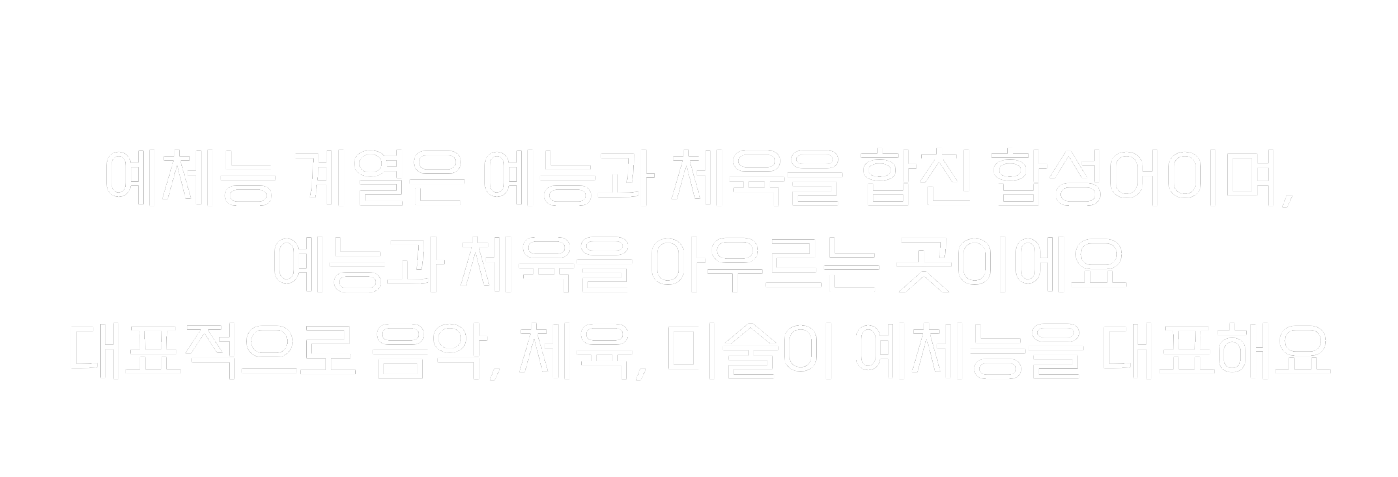 예체능 계열은 예능과 체육을 합친 합성어이며,
예능과 체육을 아우르는 곳이에요
대표적으로 음악, 체육, 미술이 예체능을 대표해요